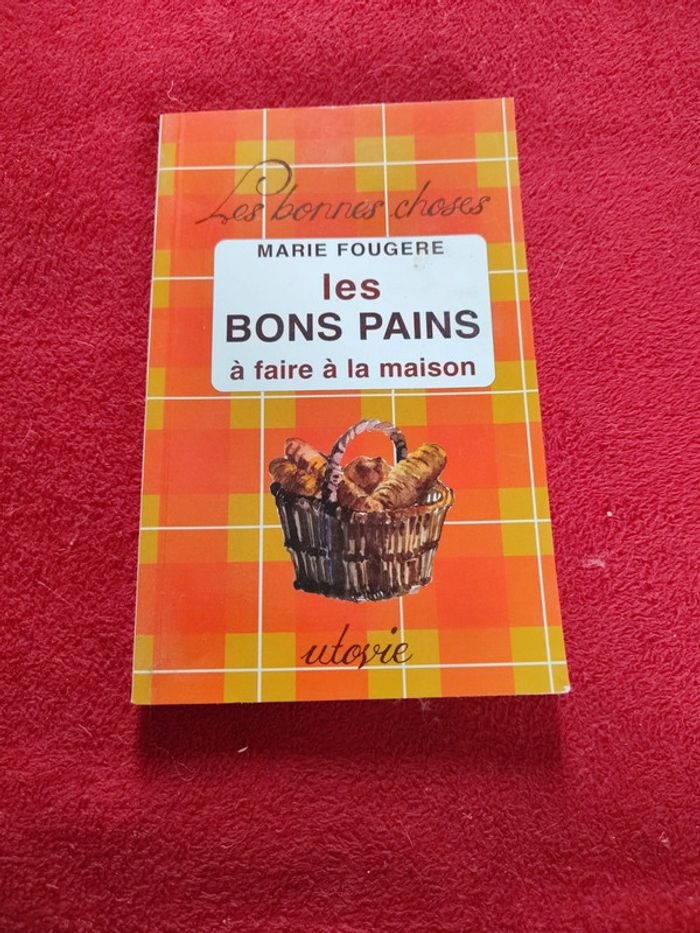 Les bonnes choses
MARIE FOUGERE
les
BONS PAINS
à faire à la maison
utovie